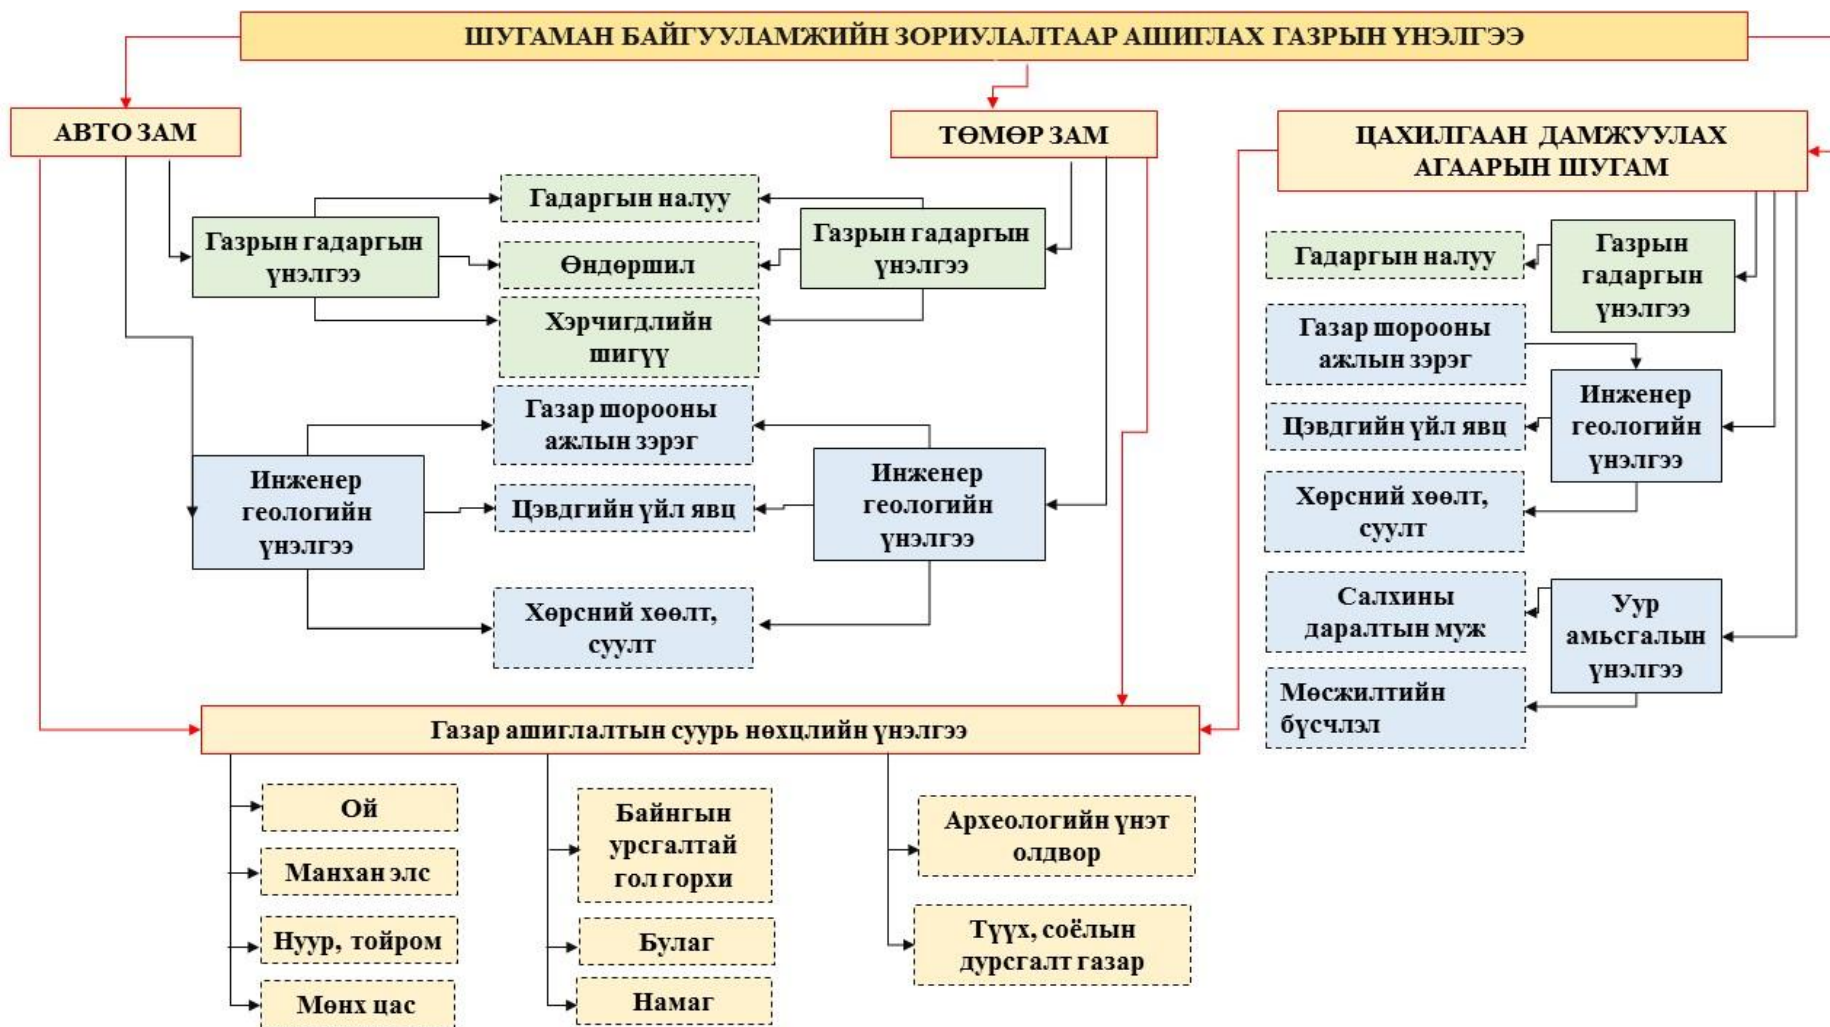 ШУГАМАН БАЙГУУЛАМЖИЙН ЗОРИУЛАЛТААР АШИГЛАХ ГАЗРЫН ҮНЭЛГЭЭ
АВТО ЗАМ
ТӨМӨР ЗАМ
ЦАХИЛГААН ДАМЖУУЛАХ
АГААРЫН ШУГАМ
Газрын гадаргын
үнэлгээ
Гадаргын налуу
Өндөршил
Хэрчигдлийн
шигүү
Газрын гадаргын
үнэлгээ
Инженер
геологийн
үнэлгээ
Газар шорооны
ажлын зэрэг
Цэвдгийн үйл явц
Хөрсний хөөлт,
суулт
Инженер
геологийн
үнэлгээ
Гадаргын налуу
Газрын
гадаргын
үнэлгээ
Газар шорооны
ажлын зэрэг
Цэвдгийн үйл явц
Хөрсний хөөлт,
суулт
Инженер
геологийн
үнэлгээ
Салхины
даралтын муж
Мөсжилтийн
бүсчлэл
Уур
амьсгалын
үнэлгээ
Газар ашиглалтын суурь нөхцлийн үнэлгээ
Ой
Манхан элс
Нуур, тойром
Мөнх цас
Байнгын
урсгалтай
гол горхи
Булаг
Намаг
Археологийн үнэт
олдвор
Түүх, соёлын
дурсгалт газар